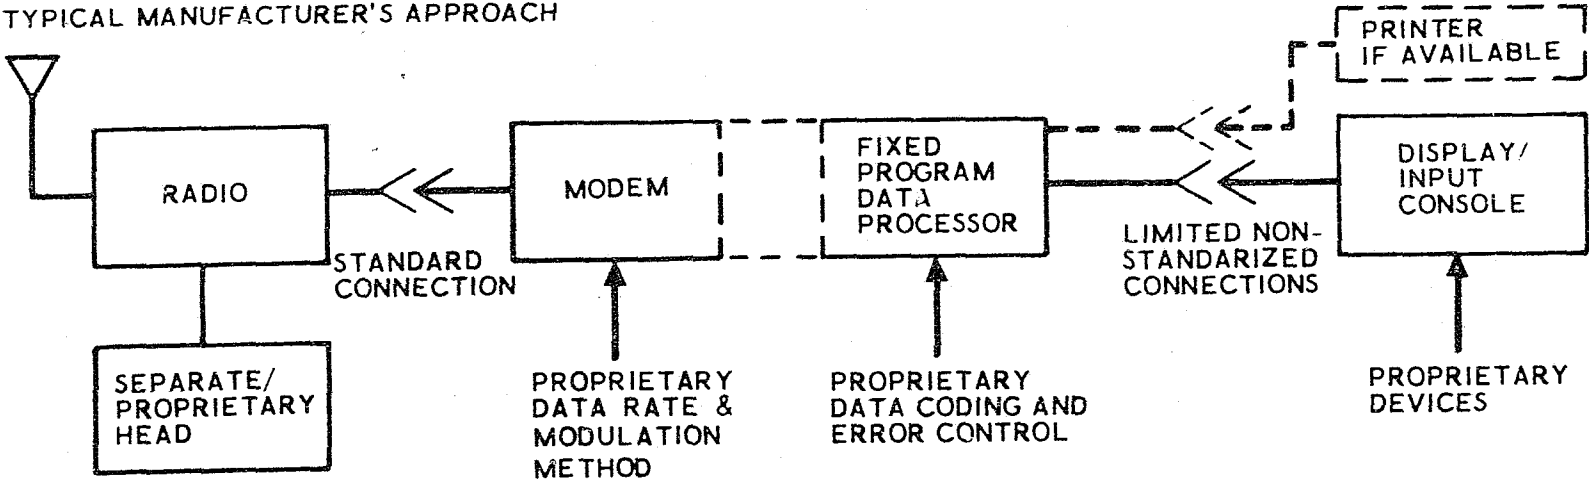 TYPICAL MANUFACTURER'S APPROACH
PRINTER
IF AVAILABLE
RADIO
MODEM
FIXED
PROGRAM
DATA
PROCESSOR
DISPLAY/
INPUT
CONSOLE
STANDARD
CONNECTION
LIMITED NON-
STANDARIZED
CONNECTIONS
SEPARATE/
PROPRIETARY
HEAD
PROPRIETARY
DATA RATE &
MODULATION
METHOD
PROPRIETARY
DATA CODING AND
ERROR CONTROL
PROPRIETARY
DEVICES